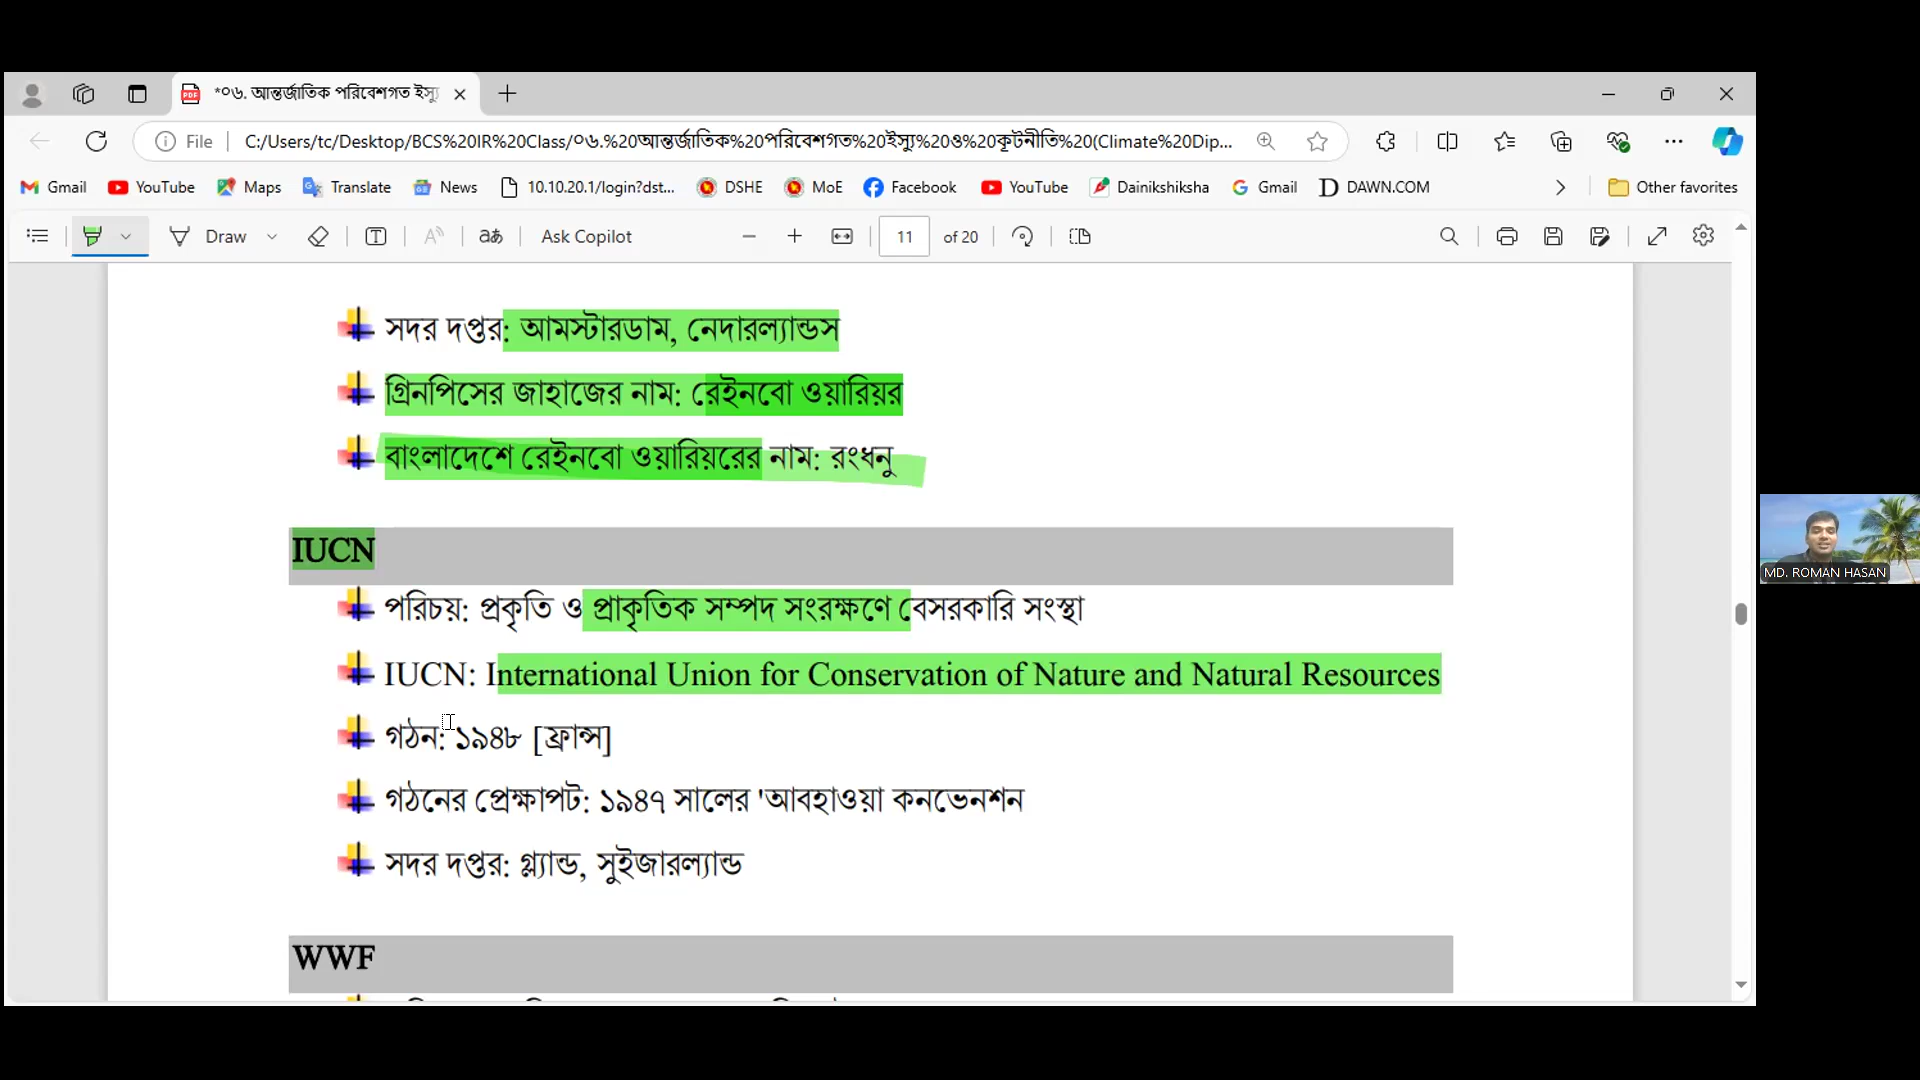 *০৬. আন্তর্জাতিক পরিবেশগত ইস্যু
File C:/Users/tc/Desktop/BCS%20IR%20Class/০৬.%20আন্তর্জাতিক%20পরিবেশগত%20ইস্যু%20ও%20কূটনীতি%20(Climate%20Dip...
Gmail YouTube Maps Translate News 10.10.20.1/login?dst... DSHE MoE Facebook YouTube Dainikshiksha Gmail DAWN.COM Other favorites
Draw Ask Copilot 11 of 20
সদর দপ্তর: আমস্টারডাম, নেদারল্যান্ডস
গ্রিনপিসের জাহাজের নাম: রেইনবো ওয়ারিয়র
বাংলাদেশে রেইনবো ওয়ারিয়রের নাম: রংধনু
IUCN
পরিচয়: প্রকৃতি ও প্রাকৃতিক সম্পদ সংরক্ষণে বেসরকারি সংস্থা
IUCN: International Union for Conservation of Nature and Natural Resources
গঠন: ১৯৪৮ [ফ্রান্স]
গঠনের প্রেক্ষাপট: ১৯৪৭ সালের 'আবহাওয়া কনভেনশন
সদর দপ্তর: গ্ল্যান্ড, সুইজারল্যান্ড
WWF
MD. ROMAN HASAN